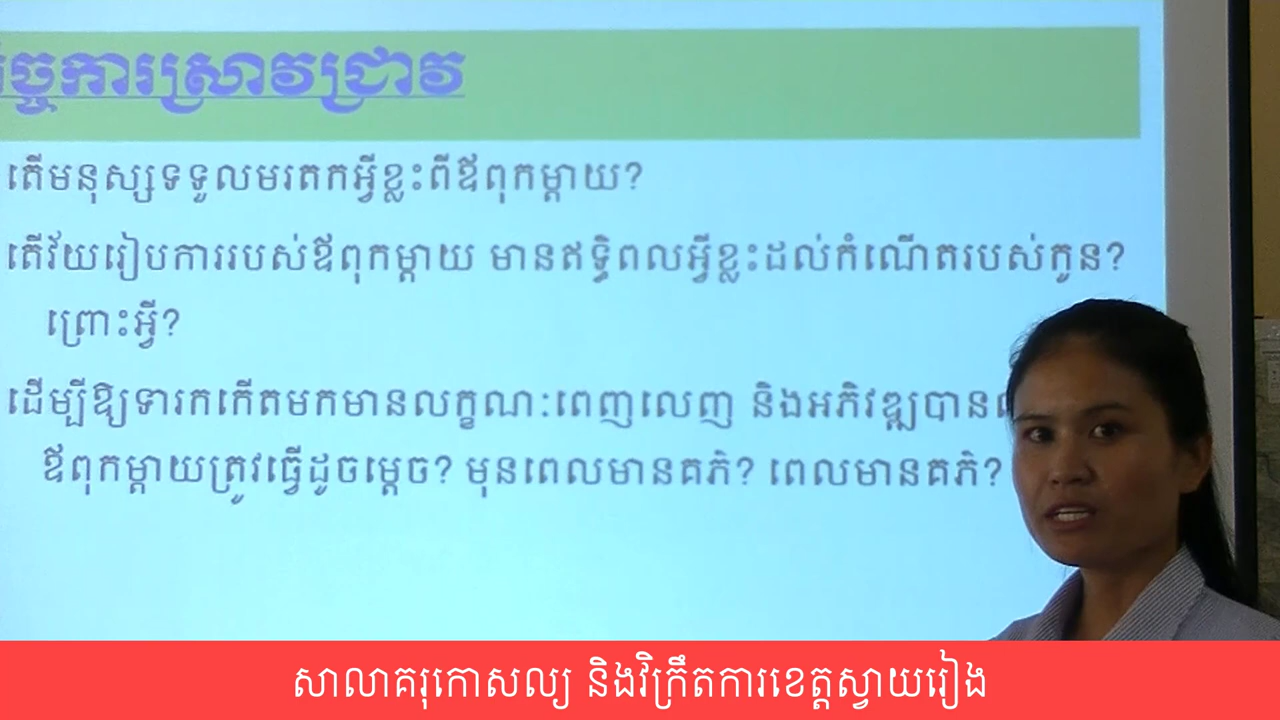 កិច្ចការស្រាវជ្រាវ
តើមនុស្សទទួលមរតកអ្វីខ្លះពីឪពុកម្តាយ?
តើវ័យរៀបការរបស់ឪពុកម្តាយ មានឥទ្ធិពលអ្វីខ្លះដល់កំណើតរបស់កូន?
ព្រោះអ្វី?
ដើម្បីឱ្យទារកកើតមកមានលក្ខណៈពេញលេញ និងអភិវឌ្ឍបាន
ឪពុកម្តាយត្រូវធ្វើដូចម្តេច? មុនពេលមានគភ៌? ពេលមានគភ៌?
សាលាគរុកោសល្យ និងវិក្រឹតការខេត្តស្វាយរៀង